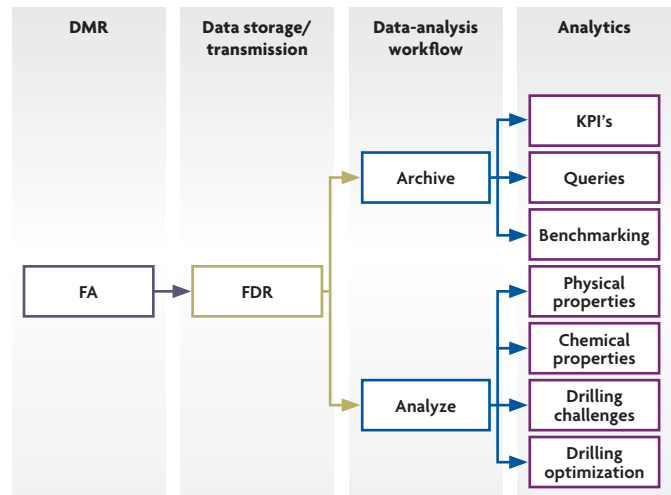 DMR
Data storage/
transmission
Data-analysis
workflow
Analytics
FA
FDR
Archive
Analyze
KPI's
Queries
Benchmarking
Physical
properties
Chemical
properties
Drilling
challenges
Drilling
optimization